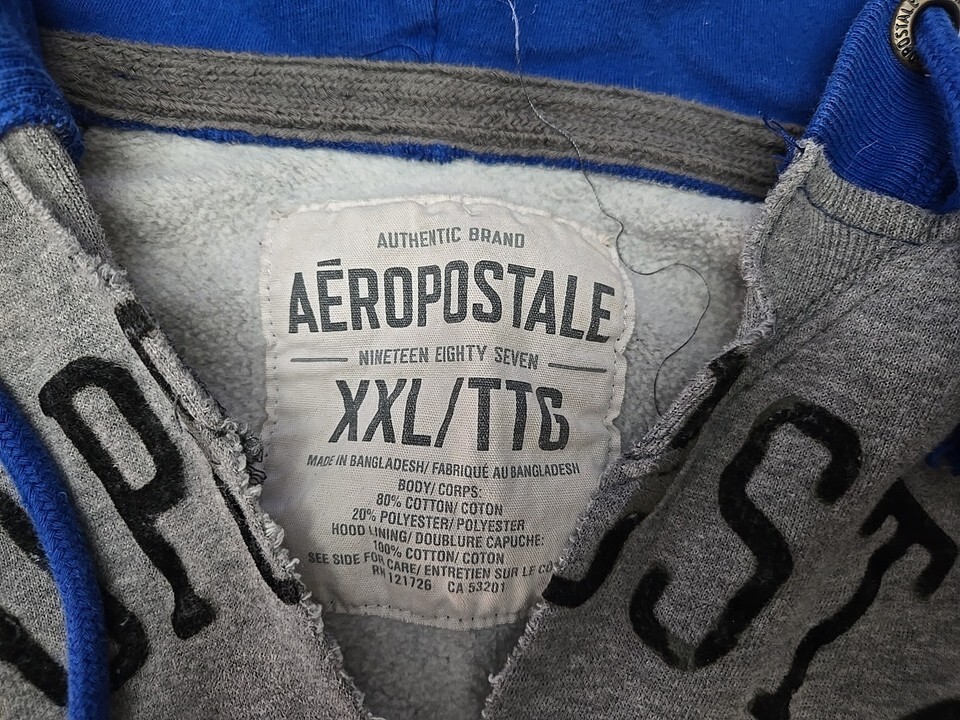 AUTHENTIC BRAND
AÉROPOSTALE
NINETEEN EIGHTY SEVEN
XXL/TTG
MADE IN BANGLADESH/ FABRIQUÉ AU BANGLADESH
BODY/ CORPS:
80% COTTON/ COTON
20% POLYESTER/ POLYESTER
HOOD LINING/ DOUBLURE CAPUCHE:
100% COTTON/ COTON
SEE SIDE FOR CARE/ ENTRETIEN SUR LE
RN 121726 CA 53201
P
ST